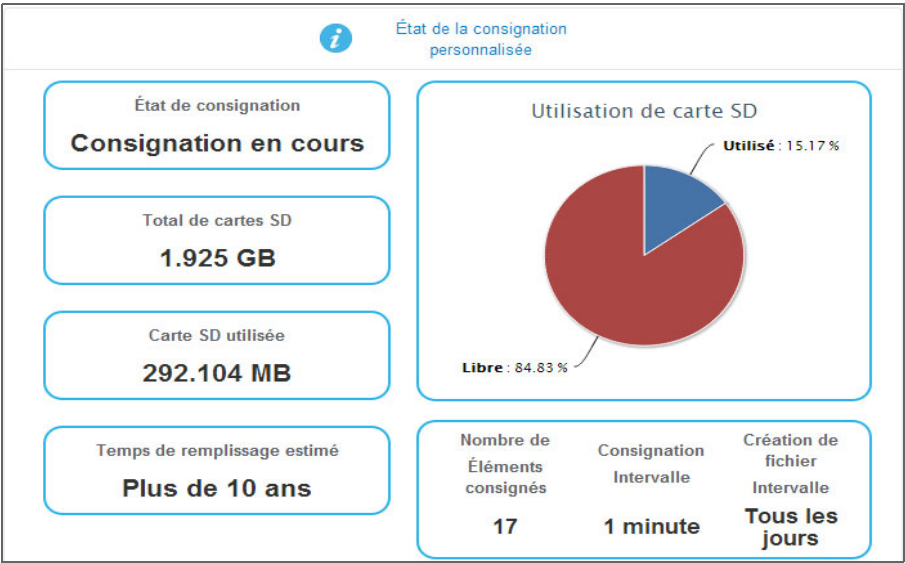 État de la consignation
personnalisée
État de consignation
Consignation en cours
Total de cartes SD
1.925 GB
Carte SD utilisée
292.104 MB
Temps de remplissage estimé
Plus de 10 ans
Utilisation de carte SD
Utilisé : 15.17 %
Libre : 84.83 %
Nombre de
Éléments
consignés
17
Consignation
Intervalle
1 minute
Création de
fichier
Intervalle
Tous les
jours